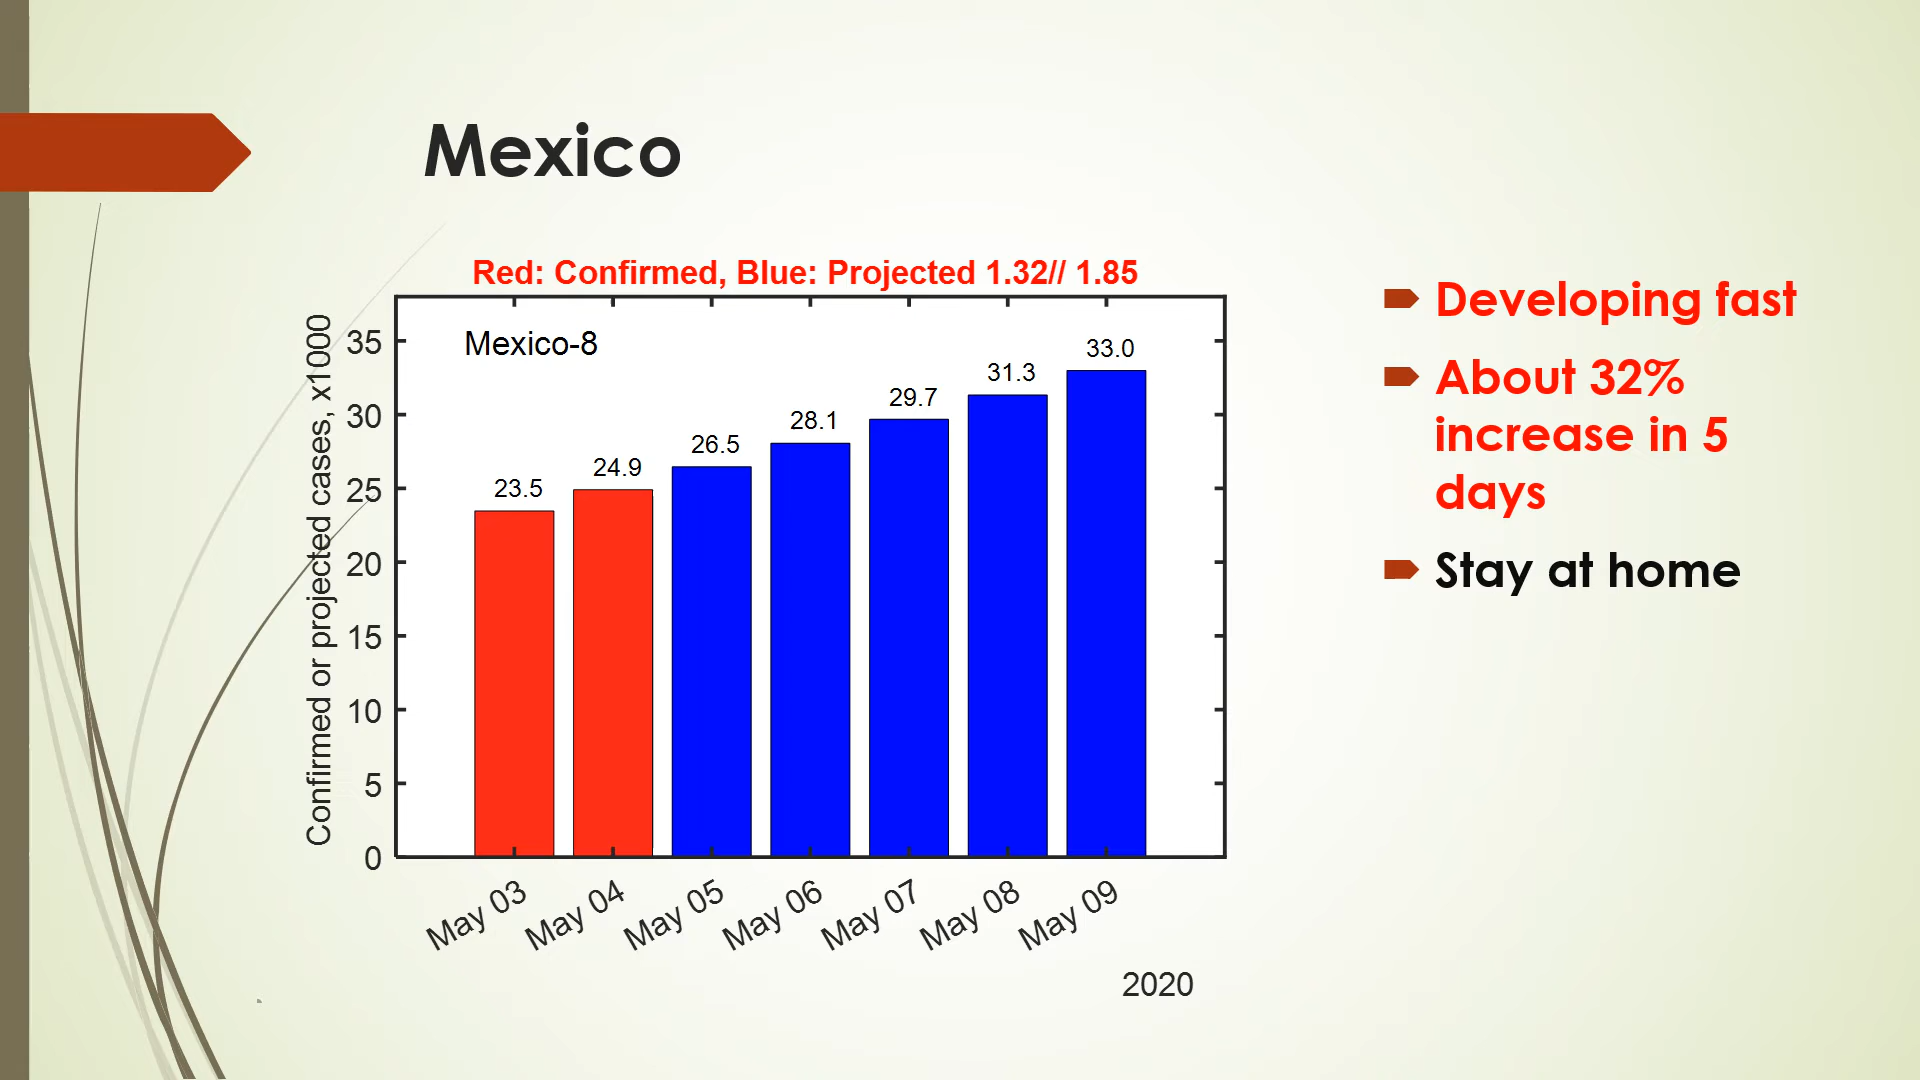 Mexico
Red: Confirmed, Blue: Projected 1.32// 1.85
Confirmed or projected cases, x1000
35
30
25
20
15
10
5
0
Mexico-8
23.5
24.9
26.5
28.1
29.7
31.3
33.0
May 03
May 04
May 05
May 06
May 07
May 08
May 09
2020
Developing fast
About 32%
increase in 5
days
Stay at home